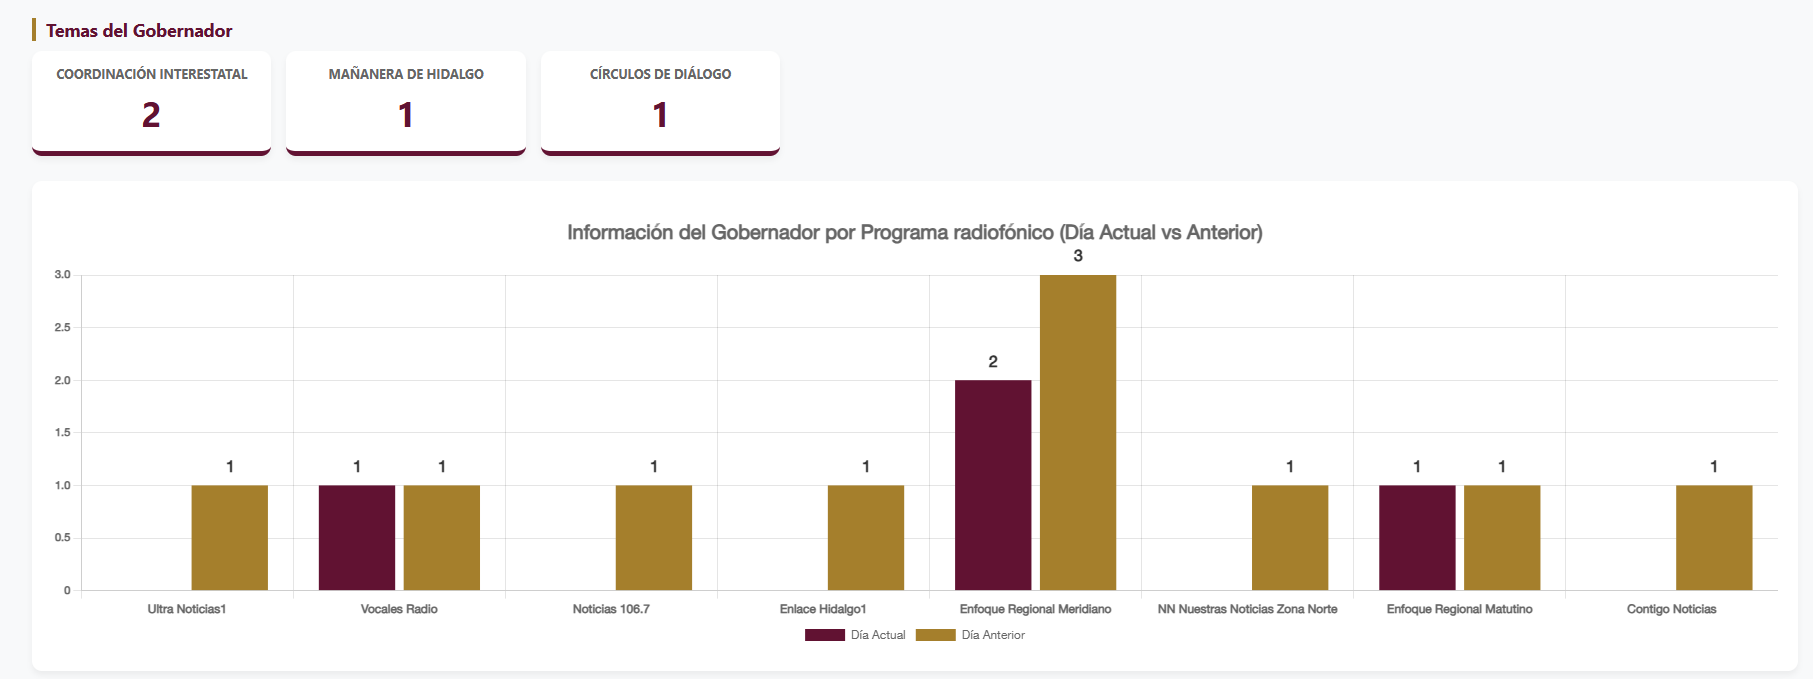 Temas del Gobernador
COORDINACIÓN INTERESTATAL
2
MAÑANERA DE HIDALGO
1
CÍRCULOS DE DIÁLOGO
1
Información del Gobernador por Programa radiofónico (Día Actual vs Anterior)
3.0
2.5
2.0
1.5
1.0
0.5
0
1
1
1
1
1
2
3
1
1
1
1
Ultra Noticias1
Vocales Radio
Noticias 106.7
Enlace Hidalgo1
Enfoque Regional Meridiano
NN Nuestras Noticias Zona Norte
Enfoque Regional Matutino
Contigo Noticias
Día Actual
Día Anterior